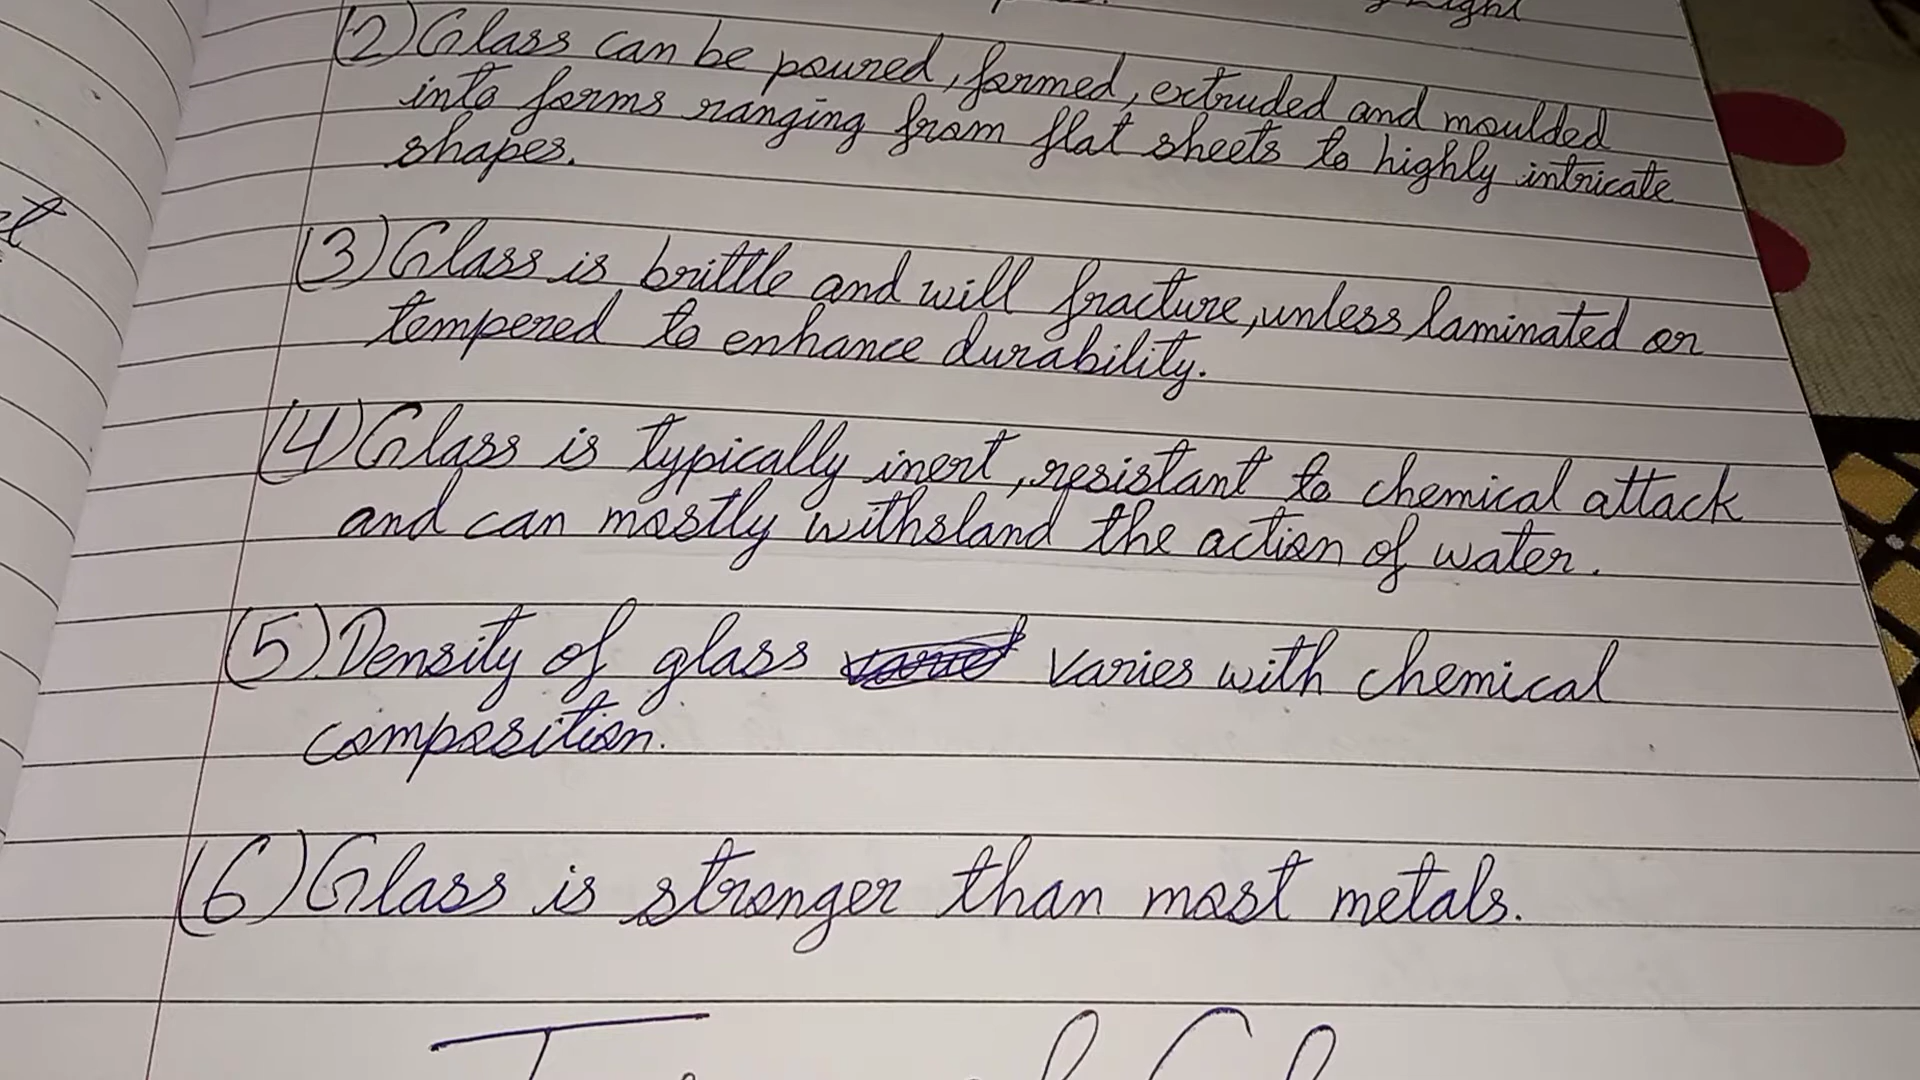 (2) Glass can be poured, formed, extruded and moulded
into forms ranging from flat sheets to highly intricate
shapes.
(3) Glass is brittle and will fracture, unless laminated or
tempered to enhance durability.
(4) Glass is typically inert, resistant to chemical attack
and can mostly withstand the action of water.
(5) Density of glass varies with chemical
composition.
(6) Glass is stronger than most metals.